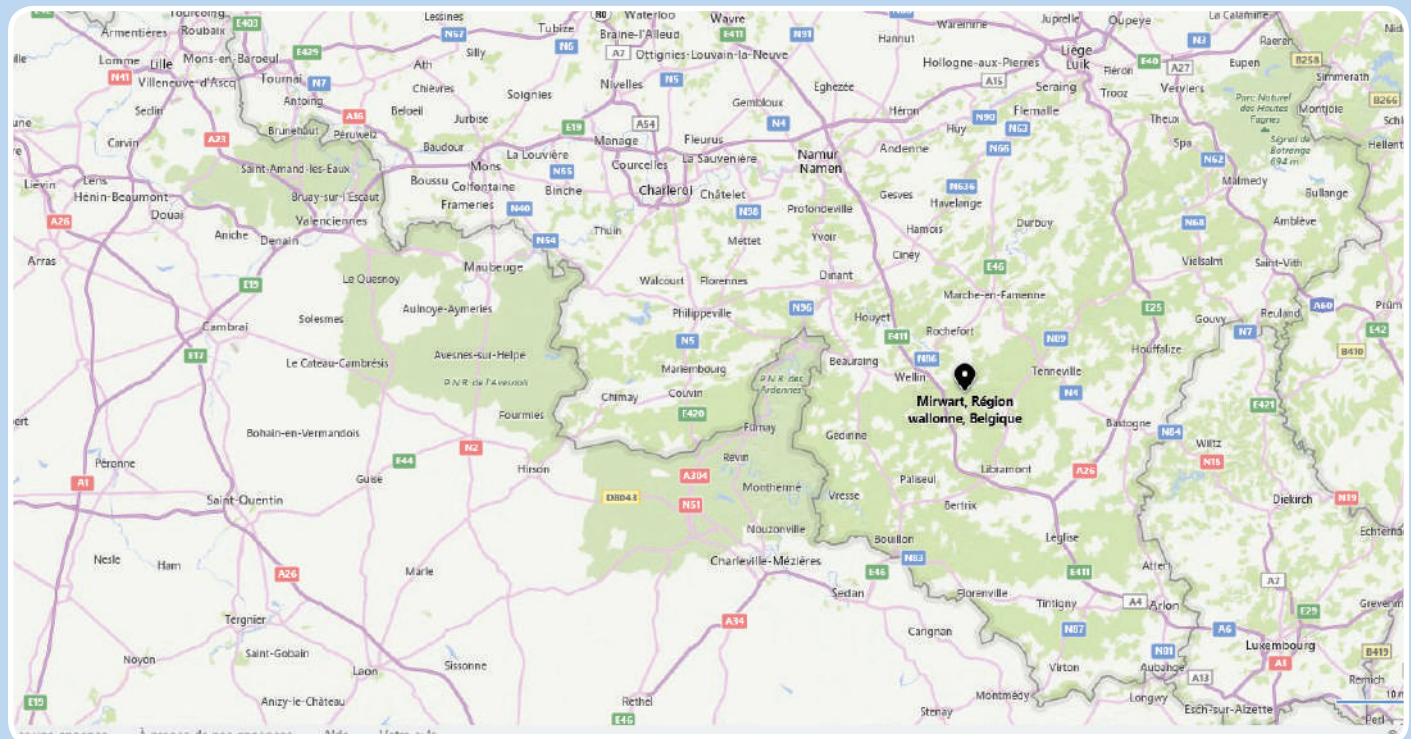 Tourcoing
E403
Lessines
Waterloo
Wavre
Waremme
Juprelle
Oupeye
La Calamine
Armentières
Roubaix
N57
Tubize
Braine-l'Alleud
E411
N91
Hannut
N3
Raeren
Lomme
Mons-en-Barœul
E429
Silly
N6
A7
Ottignies-Louvain-la-Neuve
Liège
Luik
Eupen
B258
Lille
Ath
Hollogne-aux-Pierres
E40
A27
Simmerath
N41
Villeneuve-d'Ascq
Tournai
N7
Chièvres
Nivelles
N5
Eghezée
A15
Fléron
Verviers
Seclin
Antoing
Beloeil
Soignies
Gembloux
Seraing
Trooz
Parc Naturel
des Hautes
Fagnes
B266
Montjoie
A16
Jurbise
Héron
N90
Flemalle
Brunehaut
Péruwelz
E19
A54
N4
Theux
Signal de
Botrange
694 m
Carvin
A23
Baudour
Manage
Fleurus
Huy
N63
Spa
La Louvière
La Sauvenière
Namur
Namen
Andenne
N66
N62
Saint-Amand-les-Eaux
Mons
N55
Courcelles
Malmedy
Liévin
Lens
Boussu
Colfontaine
Binche
Charleroi
Châtelet
Gesves
N636
Bullange
Hénin-Beaumont
Bruay-sur-l'Escaut
Frameries
Havelange
Douai
N40
N98
Profondeville
A26
Valenciennes
Thuin
Hamois
Durbuy
N68
Amblève
Aniche
Denain
N54
Mettet
Yvoir
Arras
Maubeuge
Ciney
E46
Vielsalm
Saint-Vith
Le Quesnoy
Walcourt
Florennes
Dinant
E19
Marche-en-Famenne
Aulnoye-Aymeries
N96
E25
A60
Prüm
Solesmes
Philippeville
Houyet
Reuland
Cambrai
Rochefort
Gouvy
N7
E42
N5
E411
N89
E17
Avesnes-sur-Helpe
Houffalize
B410
Le Cateau-Cambrésis
Mariembourg
Beauraing
N86
P.N.R. de l'Avesnois
P.N.R. des
Ardennes
Wellin
Tenneville
Chimay
Couvin
N4
Mirwart, Région
wallonne, Belgique
E421
Fourmies
E420
Bastogne
Bohain-en-Vermandois
Fumay
Gedinne
N84
Wiltz
N2
Péronne
E44
Hirson
Revin
N15
A1
Guise
A304
Libramont
A26
Paliseul
Saint-Quentin
D8043
Monthermé
Vresse
Diekirch
N51
Bertrix
N19
Nouzonville
Bouillon
Léglise
Nesle
Ham
Marle
Charleville-Mézières
N83
A26
E46
E411
Attert
A7
Sedan
Florenville
Tintigny
A4
Arlon
Tergnier
A34
E29
Carignan
N87
A6
Noyon
Saint-Gobain
Laon
Sissonne
Virton
N81
Luxembourg
Aubange
A3
B419
A13
Remich
Anizy-le-Château
Rethel
Montmédy
Longwy
E19
E46
Stenay
Esch-sur-Alzette
Perl